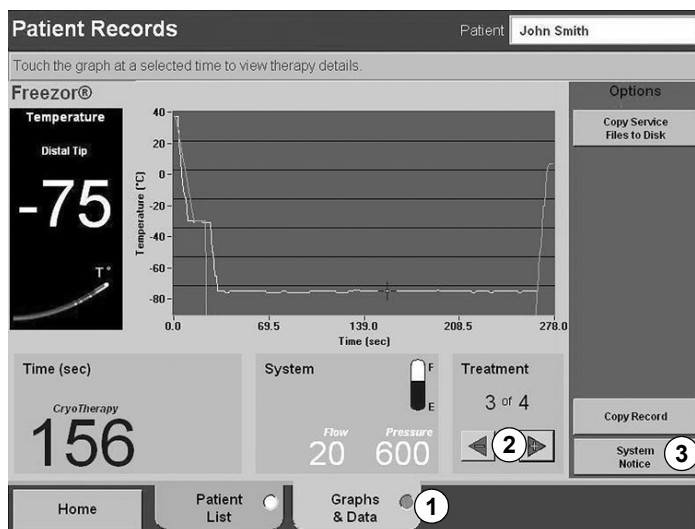 Patient Records
Patient John Smith
Touch the graph at a selected time to view therapy details.
Freezor®
Options
Temperature
Distal Tip
-75
T°
Temperature (°C)
40
20
0
-20
-40
-60
-80
0.0 69.5 139.0 208.5 278.0
Time (sec)
Copy Service
Files to Disk
Time (sec)
CryoTherapy
156
System
F
E
Flow Pressure
20 600
Treatment
3 of 4
2
Copy Record
System
Notice
3
Home
Patient
List
Graphs
& Data
1